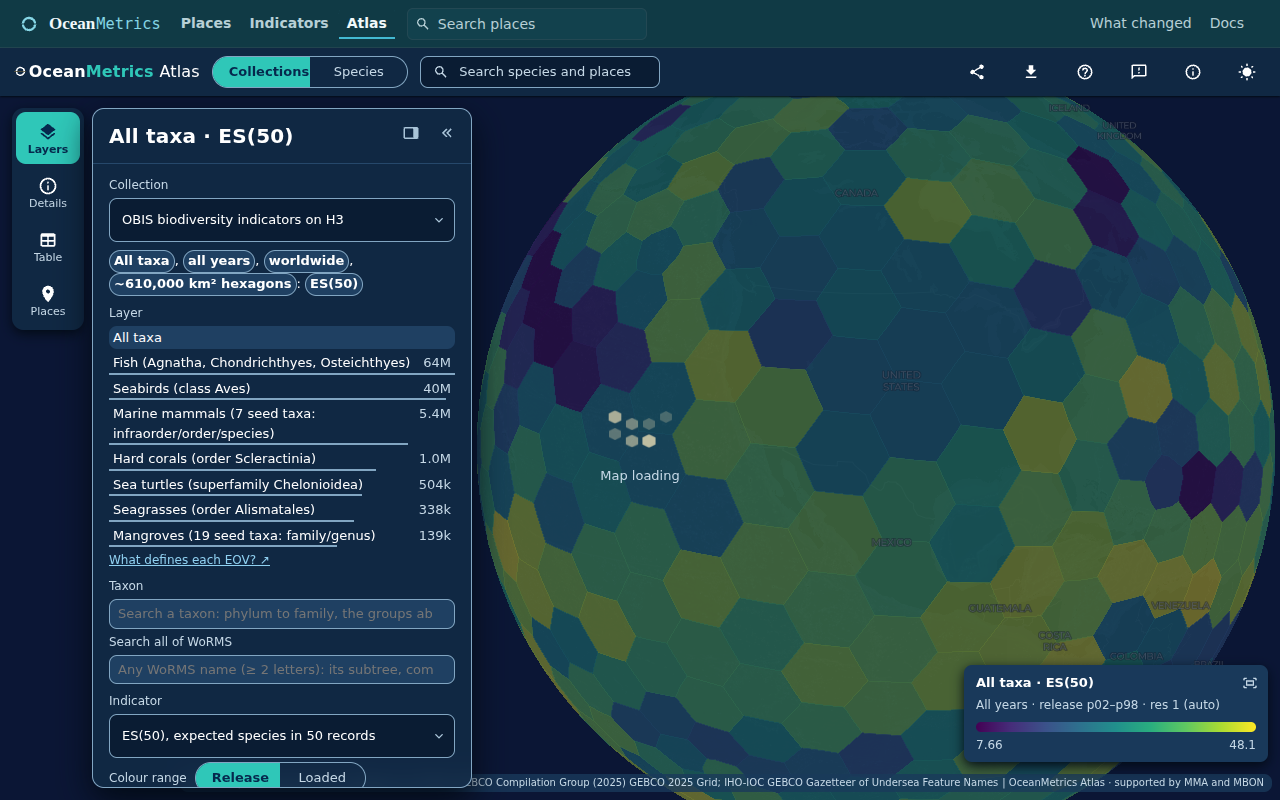 OceanMetrics Places Indicators Atlas Search places What changed Docs
OceanMetrics Atlas Collections Species Search species and places
Layers
Details
Table
Places
All taxa · ES(50)
Collection
OBIS biodiversity indicators on H3
All taxa, all years, worldwide,
~610,000 km² hexagons: ES(50)
Layer
All taxa
Fish (Agnatha, Chondrichthyes, Osteichthyes) 64M
Seabirds (class Aves) 40M
Marine mammals (7 seed taxa: 5.4M
infraorder/order/species)
Hard corals (order Scleractinia) 1.0M
Sea turtles (superfamily Chelonioidea) 504k
Seagrasses (order Alismatales) 338k
Mangroves (19 seed taxa: family/genus) 139k
What defines each EOV? ↗
Taxon
Search a taxon: phylum to family, the groups ab
Search all of WoRMS
Any WoRMS name (≥ 2 letters): its subtree, com
Indicator
ES(50), expected species in 50 records
Colour range Release Loaded
ICELAND
UNITED
KINGDOM
CANADA
UNITED
STATES
MEXICO
GUATEMALA
COSTA
RICA
VENEZUELA
COLOMBIA
Map loading
All taxa · ES(50)
All years · release p02–p98 · res 1 (auto)
7.66 48.1
Compilation Group (2025) GEBCO 2025 Grid; IHO-IOC GEBCO Gazetteer of Undersea Feature Names | OceanMetrics Atlas · supported by MMA and MBON